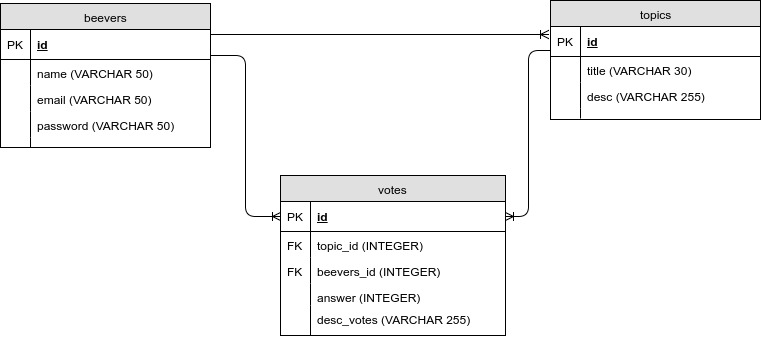 beevers
PK id
name (VARCHAR 50)
email (VARCHAR 50)
password (VARCHAR 50)
topics
PK id
title (VARCHAR 30)
desc (VARCHAR 255)
votes
PK id
FK topic_id (INTEGER)
FK beevers_id (INTEGER)
answer (INTEGER)
desc_votes (VARCHAR 255)